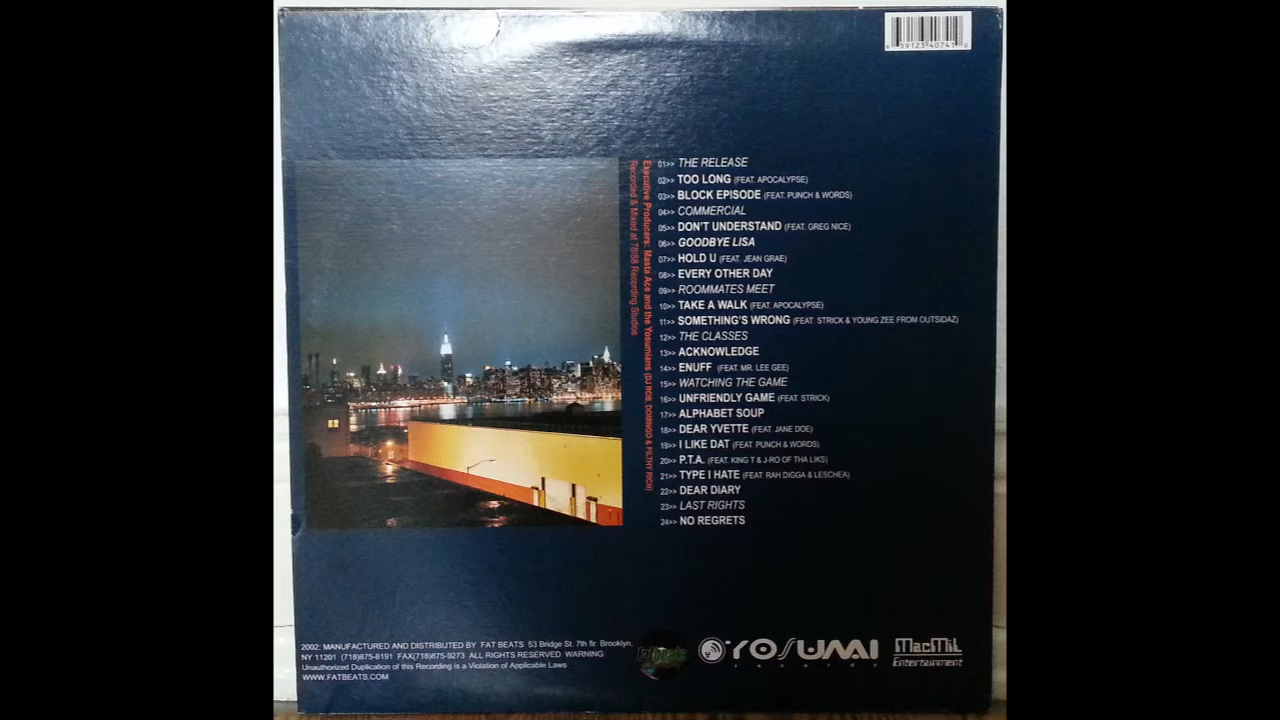 59123 40741
01>> THE RELEASE
02>> TOO LONG (FEAT. APOCALYPSE)
03>> BLOCK EPISODE (FEAT. PUNCH & WORDS)
04>> COMMERCIAL
05>> DON'T UNDERSTAND (FEAT. GREG NICE)
06>> GOODBYE LISA
07>> HOLD U (FEAT. JEAN GRAE)
08>> EVERY OTHER DAY
09>> ROOMMATES MEET
10>> TAKE A WALK (FEAT. APOCALYPSE)
11>> SOMETHING'S WRONG (FEAT. STRICK & YOUNG ZEE FROM OUTSIDAZ)
12>> THE CLASSES
13>> ACKNOWLEDGE
14>> ENUFF (FEAT. MR. LEE GEE)
15>> WATCHING THE GAME
16>> UNFRIENDLY GAME (FEAT. STRICK)
17>> ALPHABET SOUP
18>> DEAR YVETTE (FEAT. JANE DOE)
19>> I LIKE DAT (FEAT. PUNCH & WORDS)
20>> P.T.A. (FEAT. KING T & J-RO OF THA LIKS)
21>> TYPE I HATE (FEAT. RAH DIGGA & LESCHEA)
22>> DEAR DIARY
23>> LAST RIGHTS
24>> NO REGRETS
Executive Producers: Masta Ace and the Yosumians (DJ ROB, DOMINGO & FILTHY RICH)
Recorded & Mixed at 78/88 Recording Studios
2002: MANUFACTURED AND DISTRIBUTED BY FAT BEATS 53 Bridge St. 7th flr. Brooklyn,
NY 11201 (718)875-8191 FAX(718)875-9273 ALL RIGHTS RESERVED WARNING:
Unauthorized Duplication of this Recording is a Violation of Applicable Laws
WWW.FATBEATS.COM
YOSUMI
records
MacMil
Entertainment